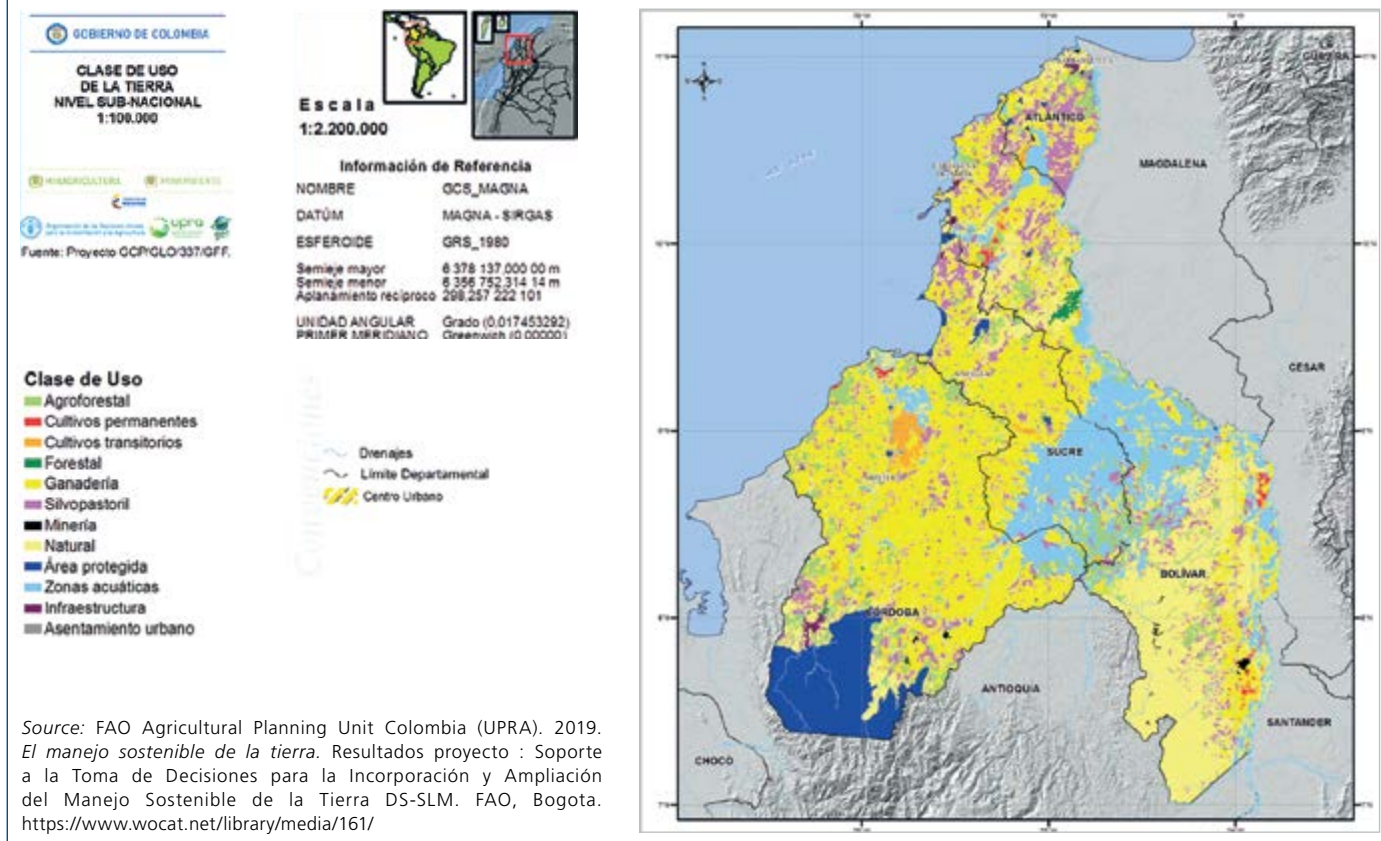 GOBIERNO DE COLOMBIA
CLASE DE USO
DE LA TIERRA
NIVEL SUB-NACIONAL
1:100.000
MINAGRICULTURA
upra
Fuente: Proyecto GCP/GLO/337/GFF.
Escala
1:2.200.000
Información de Referencia
NOMBRE GCS_MAGNA
DATÚM MAGNA - SIRGAS
ESFEROIDE GRS_1980
Semieje mayor 6 378 137,000 00 m
Semieje menor 6 356 752,314 14 m
Aplanamiento recíproco 298,257 222 101
UNIDAD ANGULAR Grado (0,017453292)
PRIMER MERIDIANO Greenwich (0,00000)
Clase de Uso
Agroforestal
Cultivos permanentes
Cultivos transitorios
Forestal
Ganadería
Silvopastoril
Minería
Natural
Área protegida
Zonas acuáticas
Infraestructura
Asentamiento urbano
Convenciones
Drenajes
Límite Departamental
Centro Urbano
Source: FAO Agricultural Planning Unit Colombia (UPRA). 2019.
El manejo sostenible de la tierra. Resultados proyecto : Soporte
a la Toma de Decisiones para la Incorporación y Ampliación
del Manejo Sostenible de la Tierra DS-SLM. FAO, Bogota.
https://www.wocat.net/library/media/161/
ATLÁNTICO
MAGDALENA
CESAR
SUCRE
BOLÍVAR
CÓRDOBA
ANTIOQUIA
SANTANDER
CHOCO